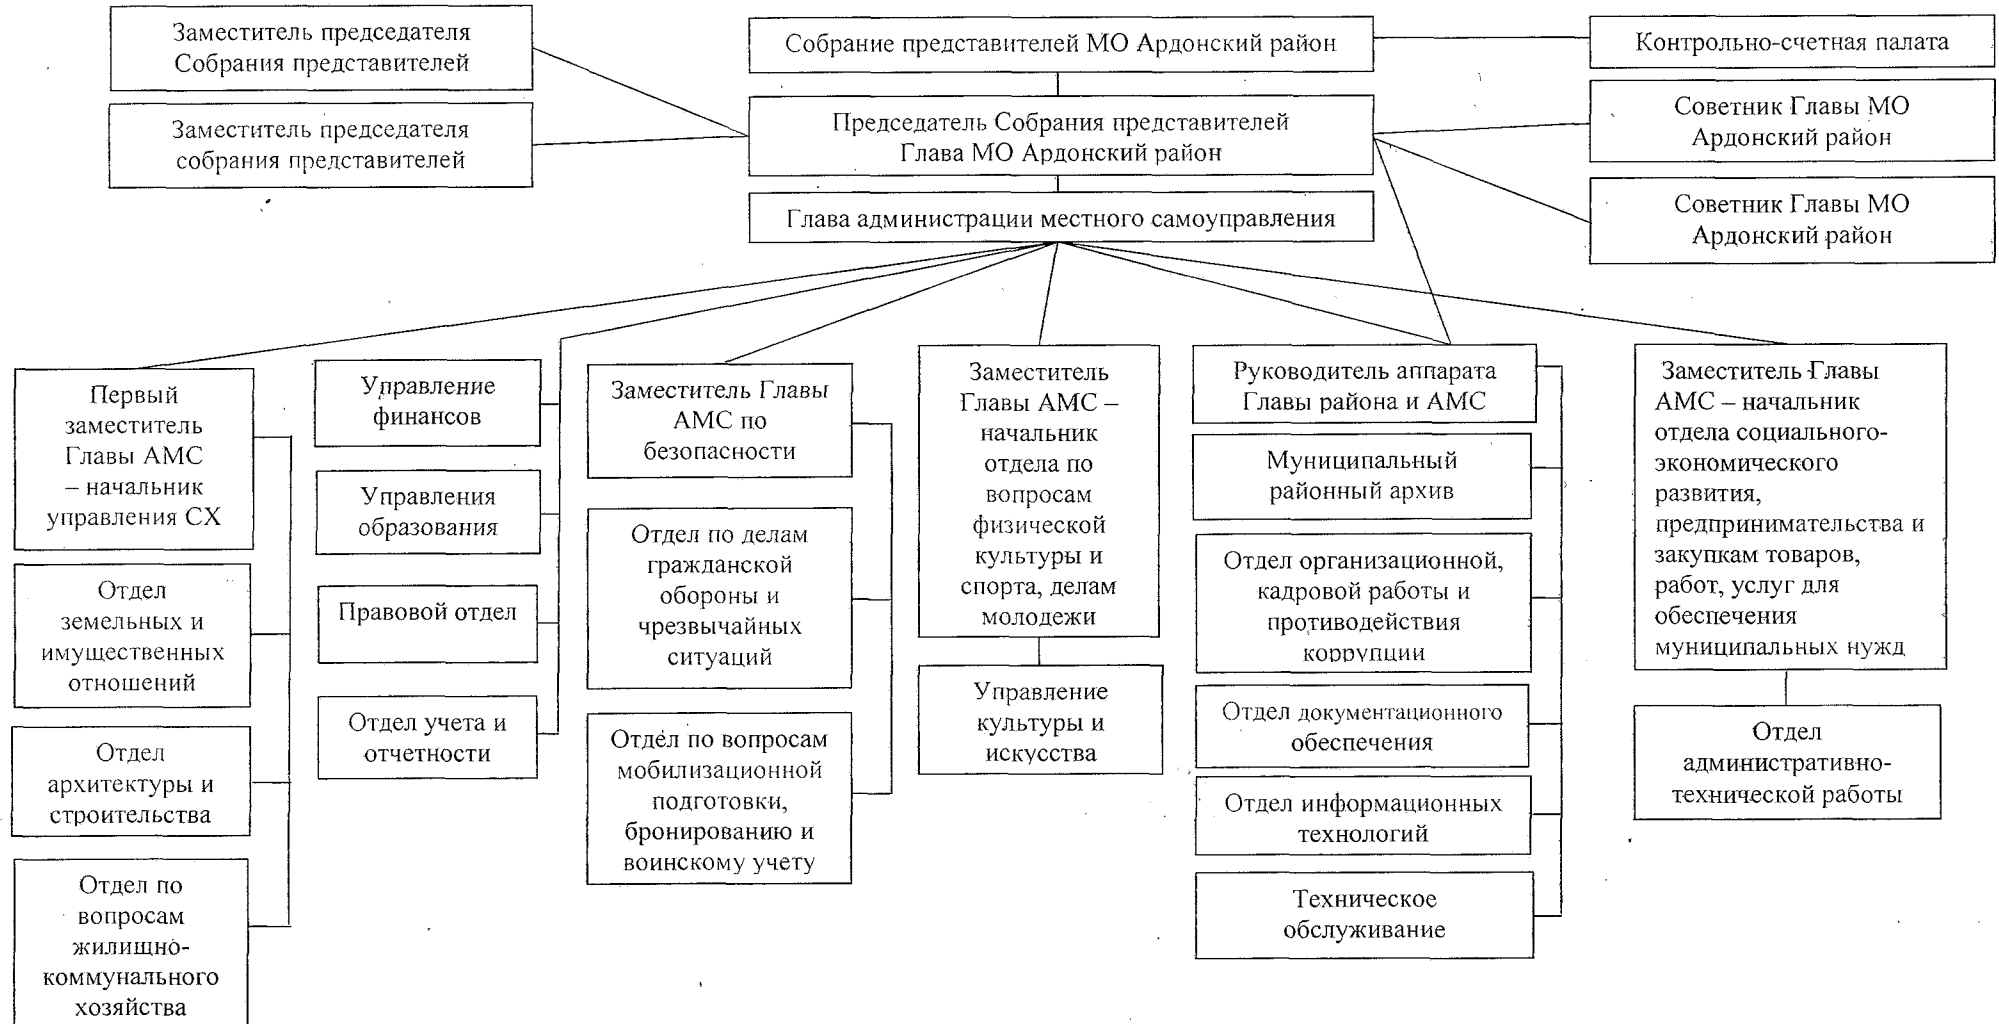 Заместитель председателя
Собрания представителей
Собрание представителей МО Ардонский район
Контрольно-счетная палата
Заместитель председателя
собрания представителей
Председатель Собрания представителей
Глава МО Ардонский район
Советник Главы МО
Ардонский район
Глава администрации местного самоуправления
Советник Главы МО
Ардонский район
Первый
заместитель
Главы АМС
– начальник
управления СХ
Отдел
земельных и
имущественных
отношений
Отдел
архитектуры и
строительства
Отдел по
вопросам
жилищно-
коммунального
хозяйства
Управление
финансов
Управления
образования
Правовой отдел
Отдел учета и
отчетности
Заместитель Главы
АМС по
безопасности
Отдел по делам
гражданской
обороны и
чрезвычайных
ситуаций
Отдел по вопросам
мобилизационной
подготовки,
бронированию и
воинскому учету
Заместитель
Главы АМС –
начальник
отдела по
вопросам
физической
культуры и
спорта, делам
молодежи
Управление
культуры и
искусства
Руководитель аппарата
Главы района и АМС
Муниципальный
районный архив
Отдел организационной,
кадровой работы и
противодействия
коррупции
Отдел документационного
обеспечения
Отдел информационных
технологий
Техническое
обслуживание
Заместитель Главы
АМС – начальник
отдела социального-
экономического
развития,
предпринимательства и
закупкам товаров,
работ, услуг для
обеспечения
муниципальных нужд
Отдел
административно-
технической работы